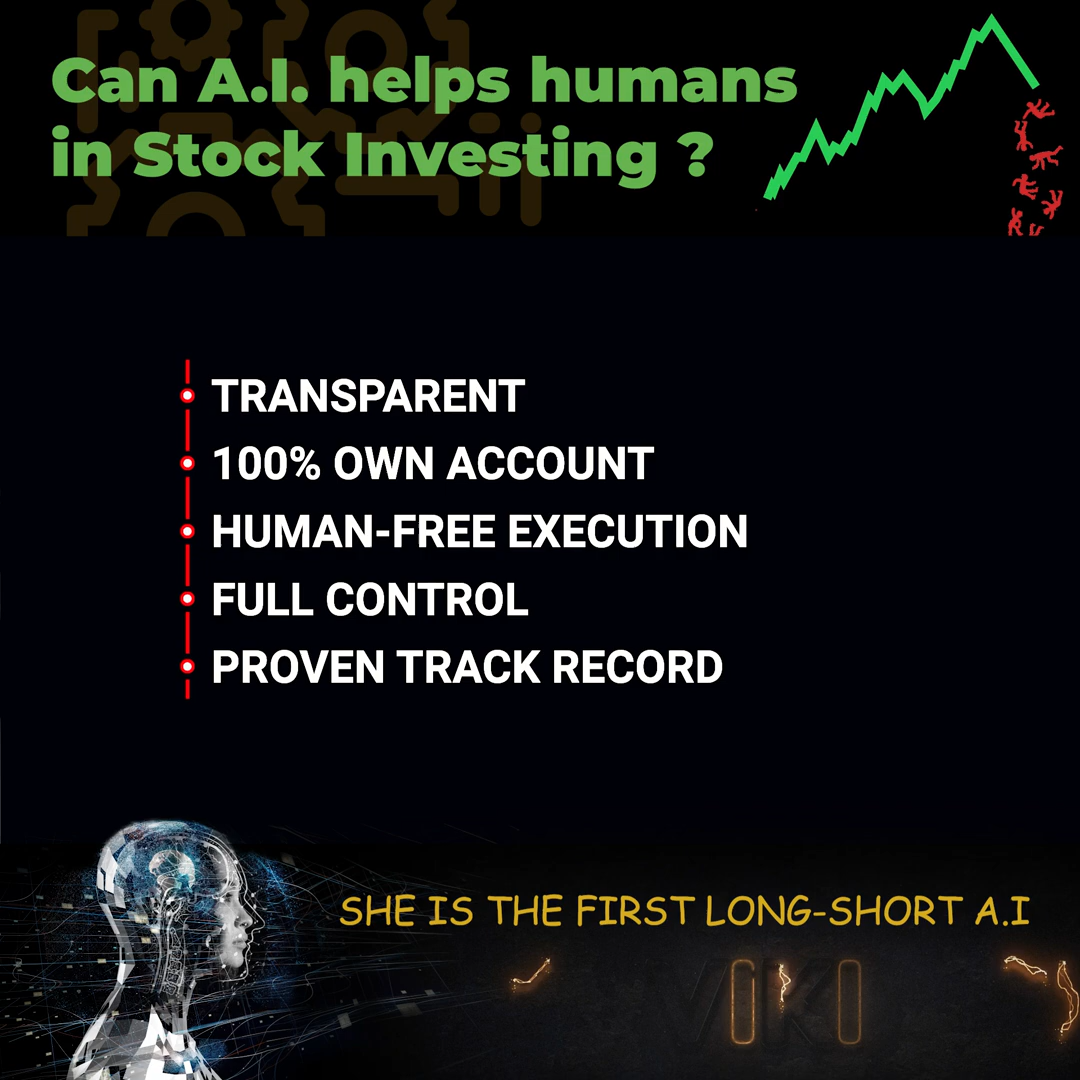 Can A.I. helps humans
in Stock Investing ?
TRANSPARENT
100% OWN ACCOUNT
HUMAN-FREE EXECUTION
FULL CONTROL
PROVEN TRACK RECORD
SHE IS THE FIRST LONG-SHORT A.I
VIKI